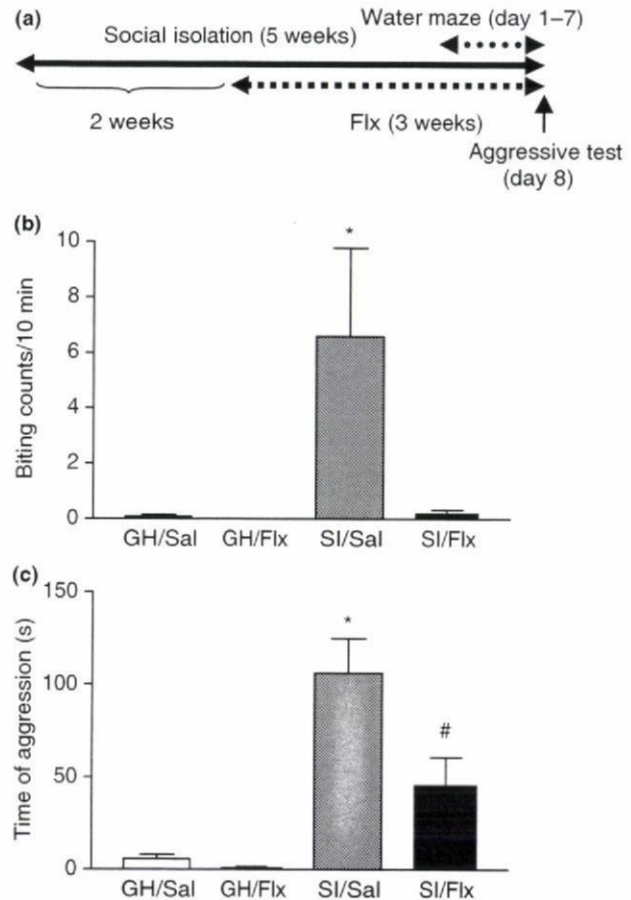 (a)
Water maze (day 1–7)
Social isolation (5 weeks)
2 weeks
Flx (3 weeks)
Aggressive test
(day 8)
(b)
Biting counts/10 min
10
8
6
4
2
0
*
GH/Sal GH/Flx SI/Sal SI/Flx
(c)
Time of aggression (s)
150
100
50
0
*
#
GH/Sal GH/Flx SI/Sal SI/Flx